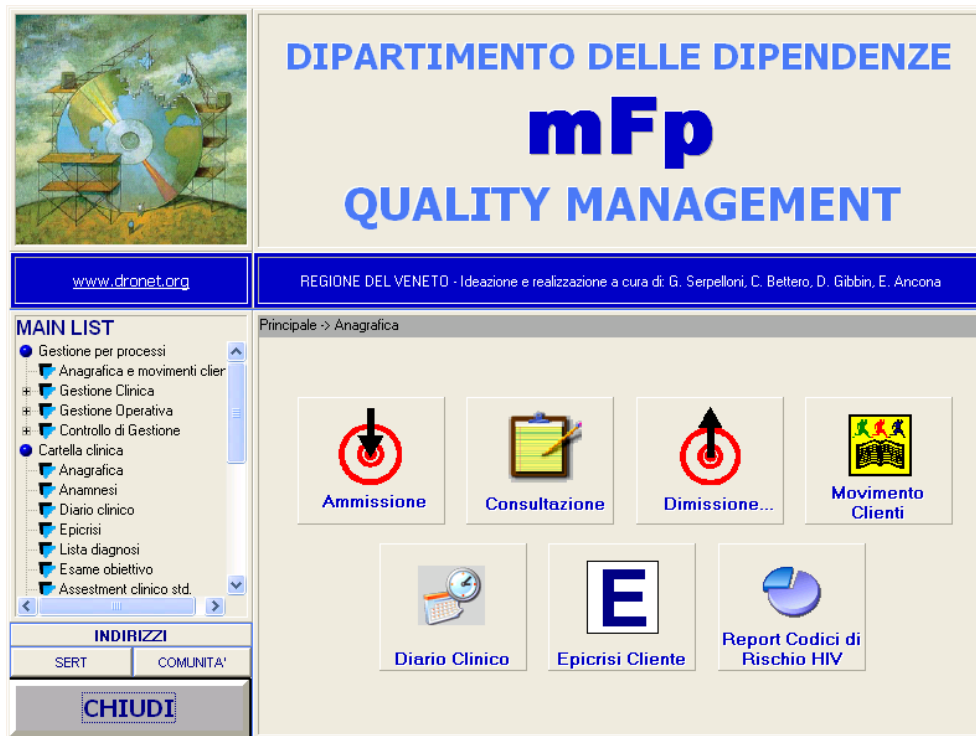 DIPARTIMENTO DELLE DIPENDENZE
mFp
QUALITY MANAGEMENT
www.dronet.org
REGIONE DEL VENETO - Ideazione e realizzazione a cura di: G. Serpelloni, C. Bettero, D. Gibbin, E. Ancona
MAIN LIST
Gestione per processi
Anagrafica e movimenti clien
Gestione Clinica
Gestione Operativa
Controllo di Gestione
Cartella clinica
Anagrafica
Anamnesi
Diario clinico
Epicrisi
Lista diagnosi
Esame obiettivo
Assestment clinico std.
INDIRIZZI
SERT
COMUNITA'
CHIUDI
Principale -> Anagrafica
Ammissione
Consultazione
Dimissione...
Movimento
Clienti
Diario Clinico
E
Epicrisi Cliente
Report Codici di
Rischio HIV